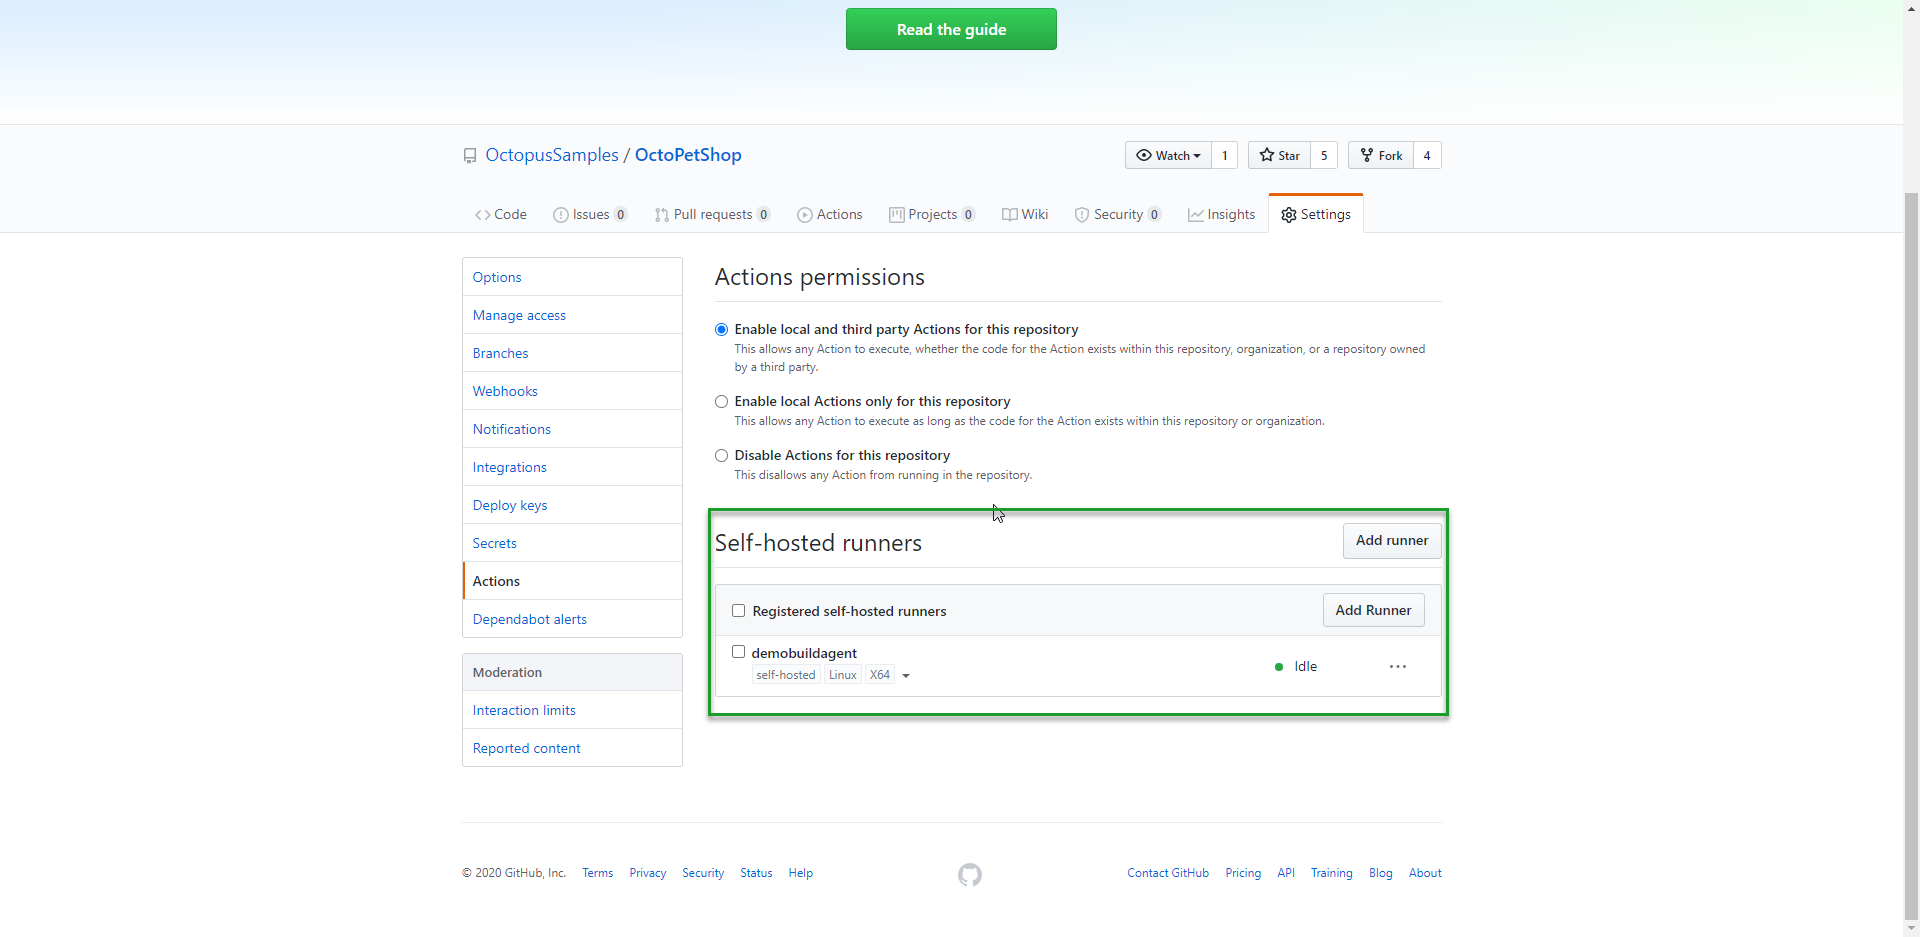 Read the guide
OctopusSamples / OctoPetShop
Watch 1 Star 5 Fork 4
Code Issues 0 Pull requests 0 Actions Projects 0 Wiki Security 0 Insights Settings
Options
Manage access
Branches
Webhooks
Notifications
Integrations
Deploy keys
Secrets
Actions
Dependabot alerts
Moderation
Interaction limits
Reported content
Actions permissions
Enable local and third party Actions for this repository
This allows any Action to execute, whether the code for the Action exists within this repository, organization, or a repository owned
by a third party.
Enable local Actions only for this repository
This allows any Action to execute as long as the code for the Action exists within this repository or organization.
Disable Actions for this repository
This disallows any Action from running in the repository.
Self-hosted runners Add runner
Registered self-hosted runners Add Runner
demobuildagent
self-hosted Linux X64
Idle
© 2020 GitHub, Inc. Terms Privacy Security Status Help Contact GitHub Pricing API Training Blog About